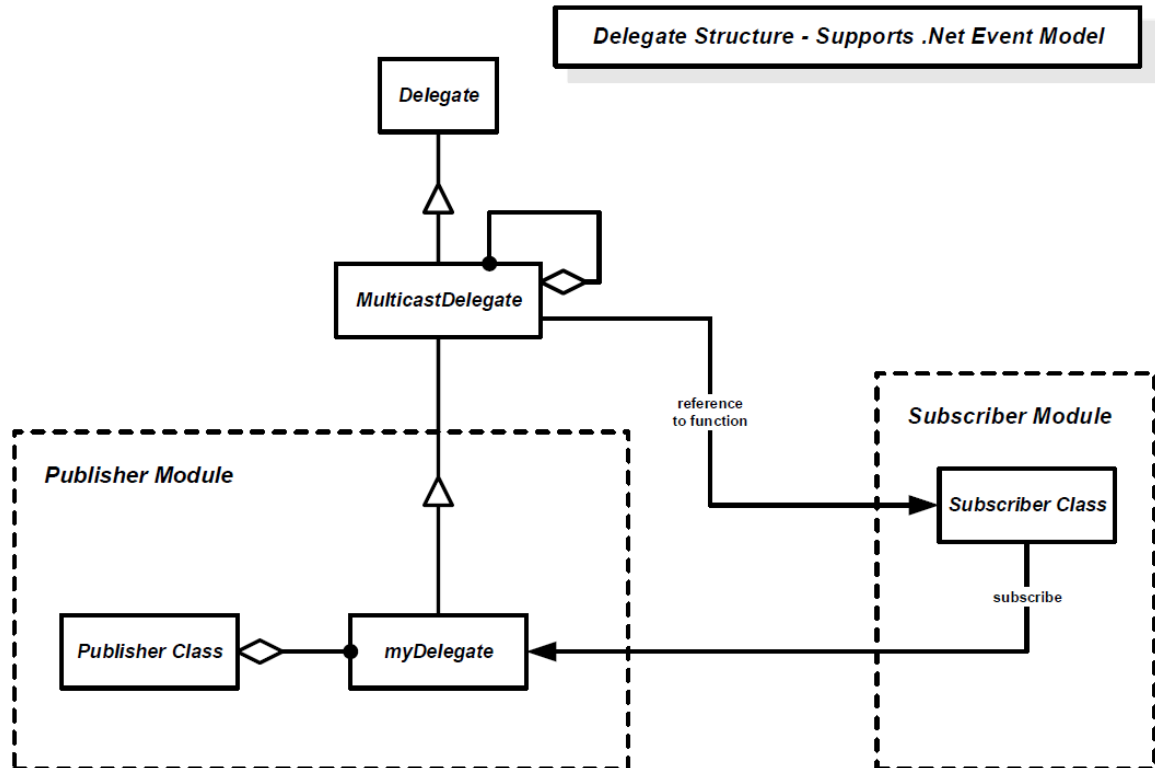 Delegate Structure - Supports .Net Event Model
Delegate
MulticastDelegate
reference
to function
Subscriber Module
Publisher Module
Subscriber Class
subscribe
Publisher Class
myDelegate